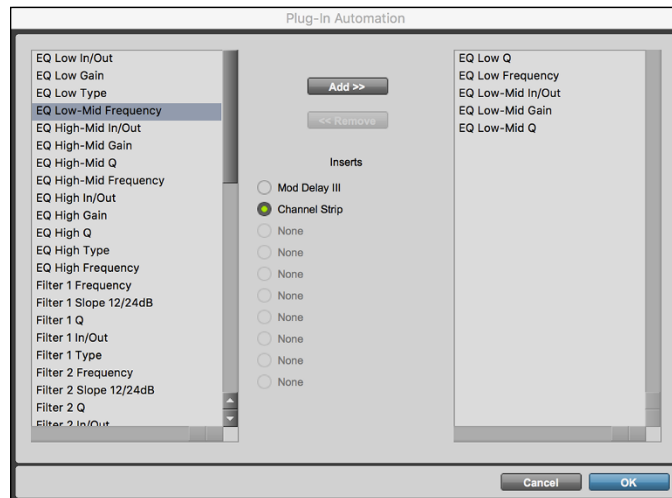 Plug-In Automation
EQ Low In/Out
EQ Low Gain
EQ Low Type
EQ Low-Mid Frequency
EQ High-Mid In/Out
EQ High-Mid Gain
EQ High-Mid Q
EQ High-Mid Frequency
EQ High In/Out
EQ High Gain
EQ High Q
EQ High Type
EQ High Frequency
Filter 1 Frequency
Filter 1 Slope 12/24dB
Filter 1 Q
Filter 1 In/Out
Filter 1 Type
Filter 2 Frequency
Filter 2 Slope 12/24dB
Filter 2 Q
Filter 2 In/Out
Add >>
<< Remove
Inserts
Mod Delay III
Channel Strip
None
None
None
None
None
None
None
None
EQ Low Q
EQ Low Frequency
EQ Low-Mid In/Out
EQ Low-Mid Gain
EQ Low-Mid Q
Cancel
OK